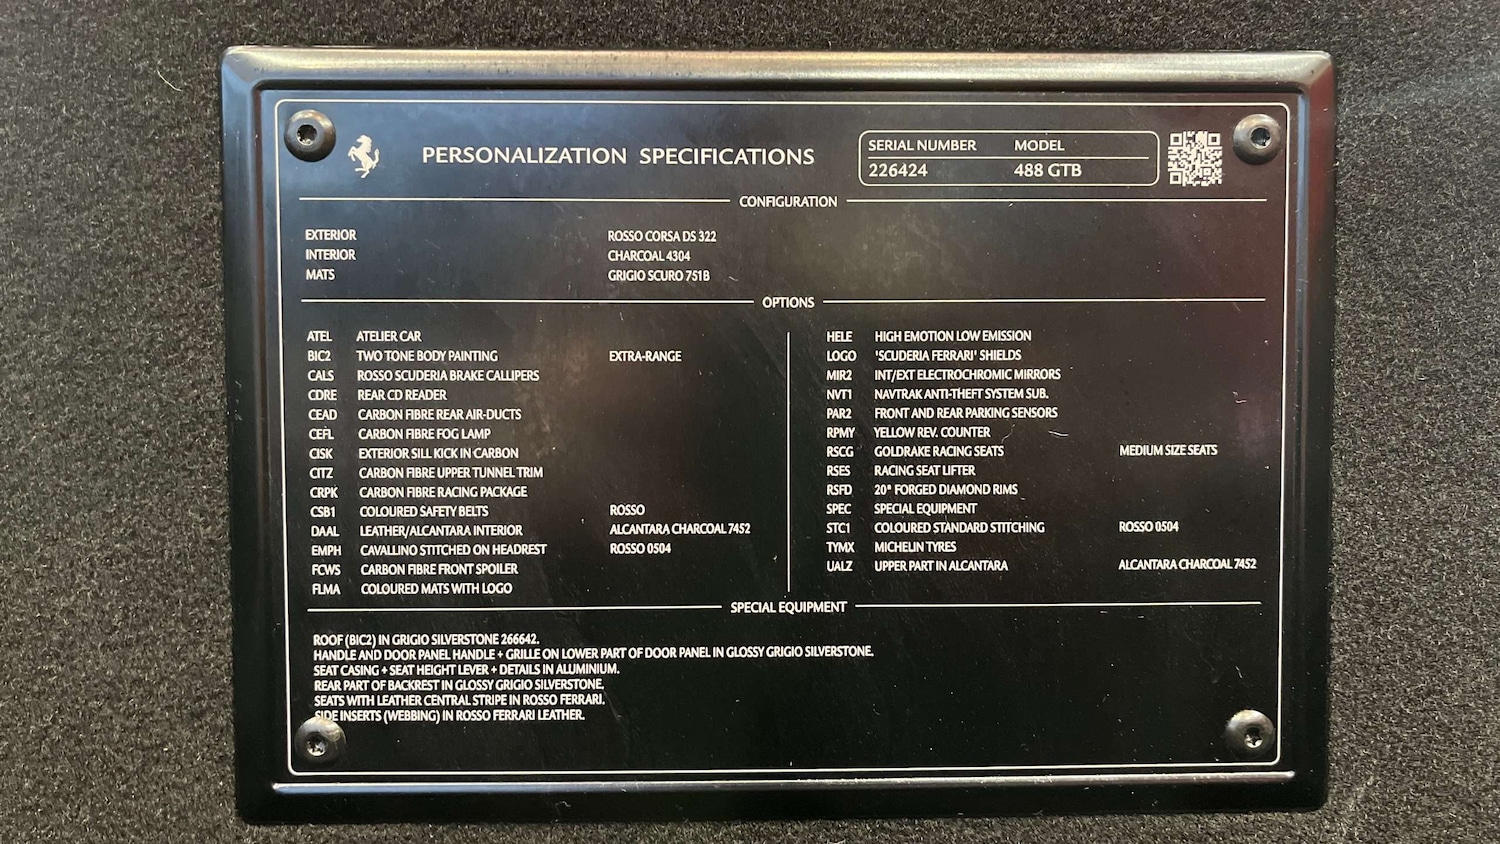 PERSONALIZATION SPECIFICATIONS
SERIAL NUMBER MODEL
226424 488 GTB
CONFIGURATION
EXTERIOR ROSSO CORSA DS 322
INTERIOR CHARCOAL 4304
MATS GRIGIO SCURO 751B
OPTIONS
ATEL ATELIER CAR
BIC2 TWO TONE BODY PAINTING EXTRA-RANGE
CALS ROSSO SCUDERIA BRAKE CALLIPERS
CDRE REAR CD READER
CEAD CARBON FIBRE REAR AIR-DUCTS
CEFL CARBON FIBRE FOG LAMP
CISK EXTERIOR SILL KICK IN CARBON
CITZ CARBON FIBRE UPPER TUNNEL TRIM
CRPK CARBON FIBRE RACING PACKAGE
CSB1 COLOURED SAFETY BELTS ROSSO
DAAL LEATHER/ALCANTARA INTERIOR ALCANTARA CHARCOAL 7452
EMPH CAVALLINO STITCHED ON HEADREST ROSSO 0504
FCWS CARBON FIBRE FRONT SPOILER
FLMA COLOURED MATS WITH LOGO
HELE HIGH EMOTION LOW EMISSION
LOGO 'SCUDERIA FERRARI' SHIELDS
MIR2 INT/EXT ELECTROCHROMIC MIRRORS
NVT1 NAVTRAK ANTI-THEFT SYSTEM SUB.
PAR2 FRONT AND REAR PARKING SENSORS
RPMY YELLOW REV. COUNTER
RSCG GOLDRAKE RACING SEATS MEDIUM SIZE SEATS
RSES RACING SEAT LIFTER
RSFD 20" FORGED DIAMOND RIMS
SPEC SPECIAL EQUIPMENT
STC1 COLOURED STANDARD STITCHING ROSSO 0504
TYMX MICHELIN TYRES
UALZ UPPER PART IN ALCANTARA ALCANTARA CHARCOAL 7452
SPECIAL EQUIPMENT
ROOF (BIC2) IN GRIGIO SILVERSTONE 266642.
HANDLE AND DOOR PANEL HANDLE + GRILLE ON LOWER PART OF DOOR PANEL IN GLOSSY GRIGIO SILVERSTONE.
SEAT CASING + SEAT HEIGHT LEVER + DETAILS IN ALUMINIUM.
REAR PART OF BACKREST IN GLOSSY GRIGIO SILVERSTONE.
SEATS WITH LEATHER CENTRAL STRIPE IN ROSSO FERRARI.
SIDE INSERTS (WEBBING) IN ROSSO FERRARI LEATHER.